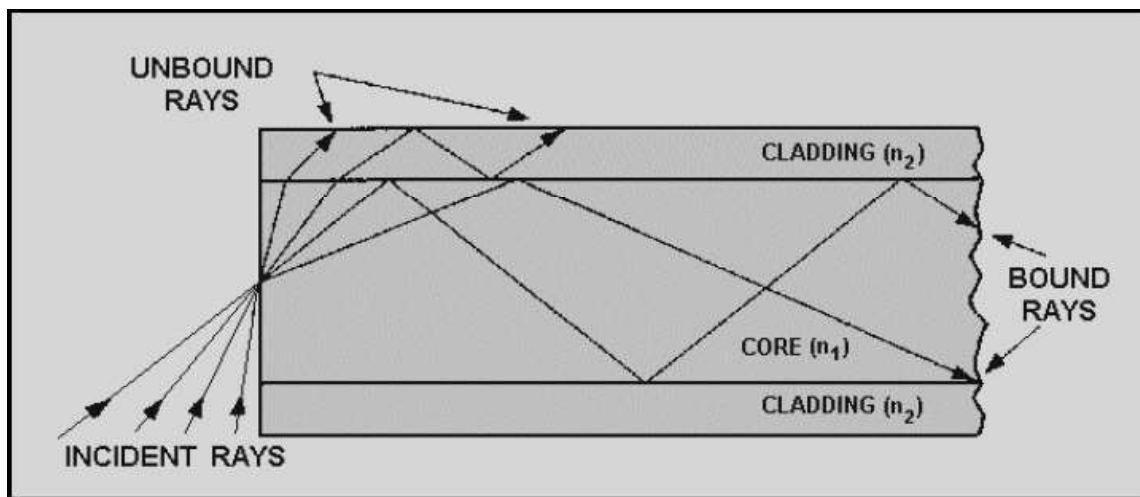 UNBOUND
RAYS
CLADDING (n2)
BOUND
RAYS
CORE (n1)
CLADDING (n2)
INCIDENT RAYS